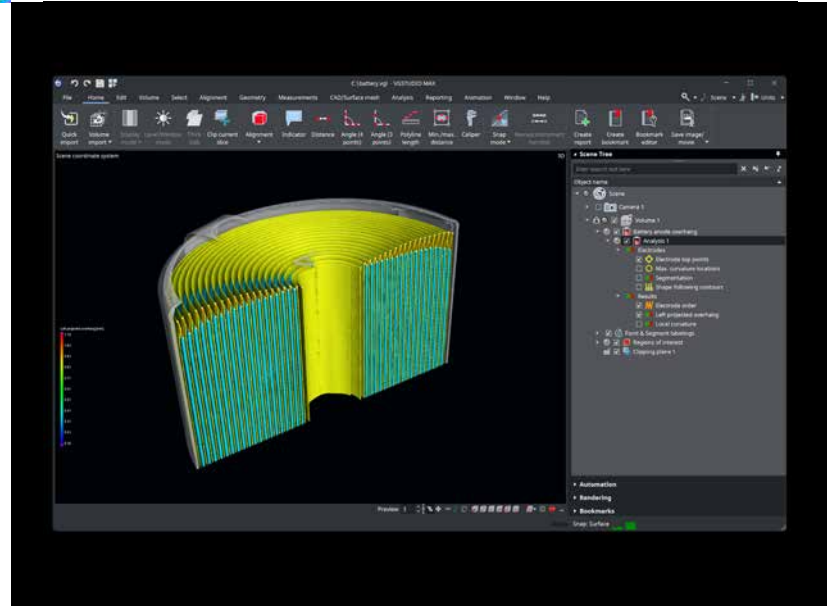 C:\battery.vgl - VGSTUDIO MAX
File Home Edit Volume Select Alignment Geometry Measurements CAD/Surface mesh Analysis Reporting Animation Window Help
Scene Units
Quick import
Volume import
Clip current slice
Alignment
Indicator
Distance
Angle (4 points)
Angle (3 points)
Polyline length
Min./max. distance
Caliper
Snap mode
Create report
Create bookmark
Bookmark editor
Save image/movie
Scene coordinate system
3D
Scene Tree
Object name
Scene
Camera 1
Volume 1
Battery anode overhang
Analysis 1
Electrodes
Electrode top points
Max. curvature locations
Segmentation
Shape following contours
Results
Electrode order
Left projected overhang
Local curvature
Point & Segment labelings
Regions of interest
Clipping plane 1
Automation
Rendering
Bookmarks
Preview 1
Snap: Surface